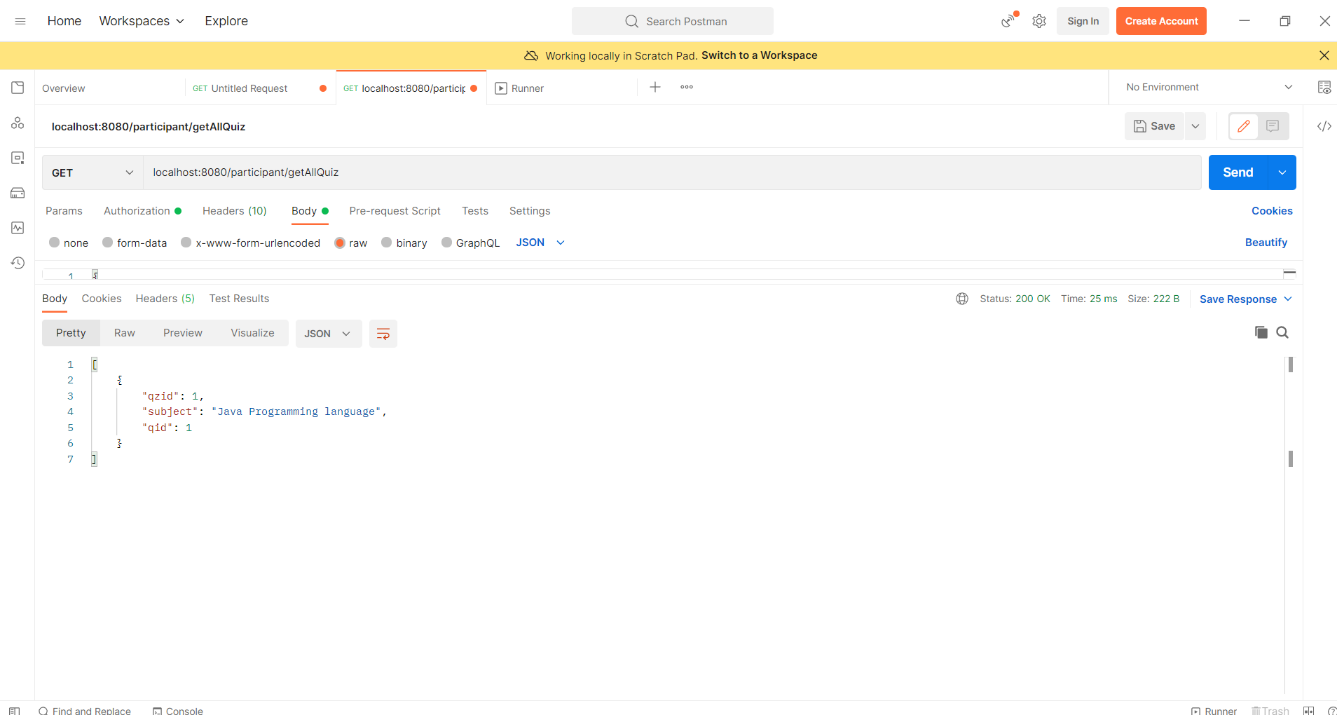 Home Workspaces Explore Search Postman Sign In Create Account
Working locally in Scratch Pad. Switch to a Workspace
Overview GET Untitled Request GET localhost:8080/particip Runner No Environment
localhost:8080/participant/getAllQuiz Save
GET localhost:8080/participant/getAllQuiz Send
Params Authorization Headers (10) Body Pre-request Script Tests Settings Cookies
none form-data x-www-form-urlencoded raw binary GraphQL JSON Beautify
1 {
Body Cookies Headers (5) Test Results Status: 200 OK Time: 25 ms Size: 222 B Save Response
Pretty Raw Preview Visualize JSON
1 [
2 {
3 "qzid": 1,
4 "subject": "Java Programming language",
5 "qid": 1
6 }
7 ]
Find and Replace Console Runner Trash